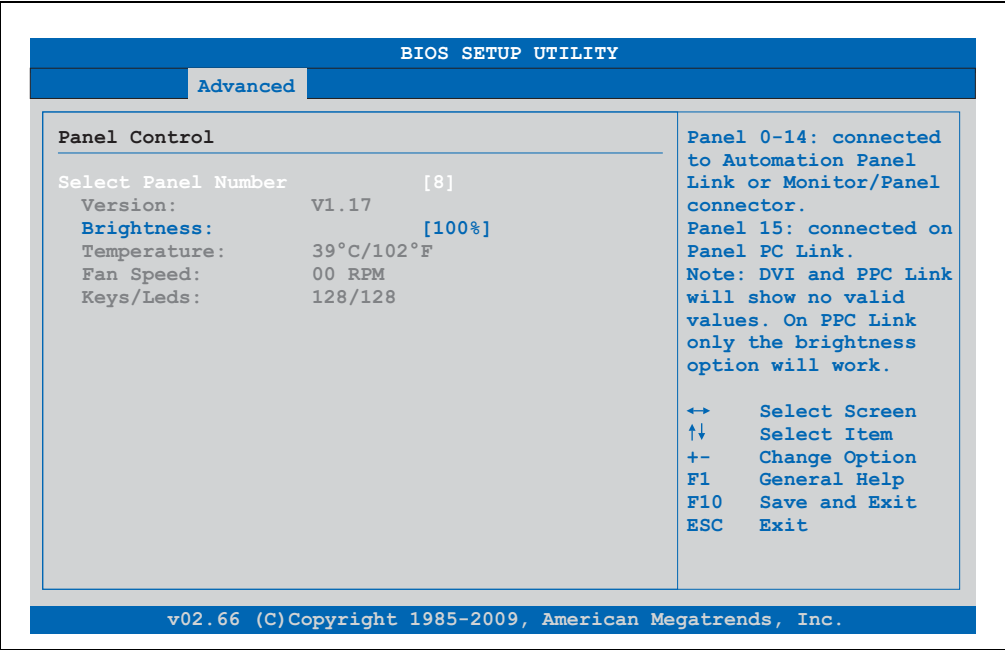 BIOS SETUP UTILITY
Advanced
Panel Control
Select Panel Number [8]
Version: V1.17
Brightness: [100%]
Temperature: 39°C/102°F
Fan Speed: 00 RPM
Keys/Leds: 128/128
Panel 0-14: connected
to Automation Panel
Link or Monitor/Panel
connector.
Panel 15: connected on
Panel PC Link.
Note: DVI and PPC Link
will show no valid
values. On PPC Link
only the brightness
option will work.
↔ Select Screen
↑↓ Select Item
+- Change Option
F1 General Help
F10 Save and Exit
ESC Exit
v02.66 (C)Copyright 1985-2009, American Megatrends, Inc.